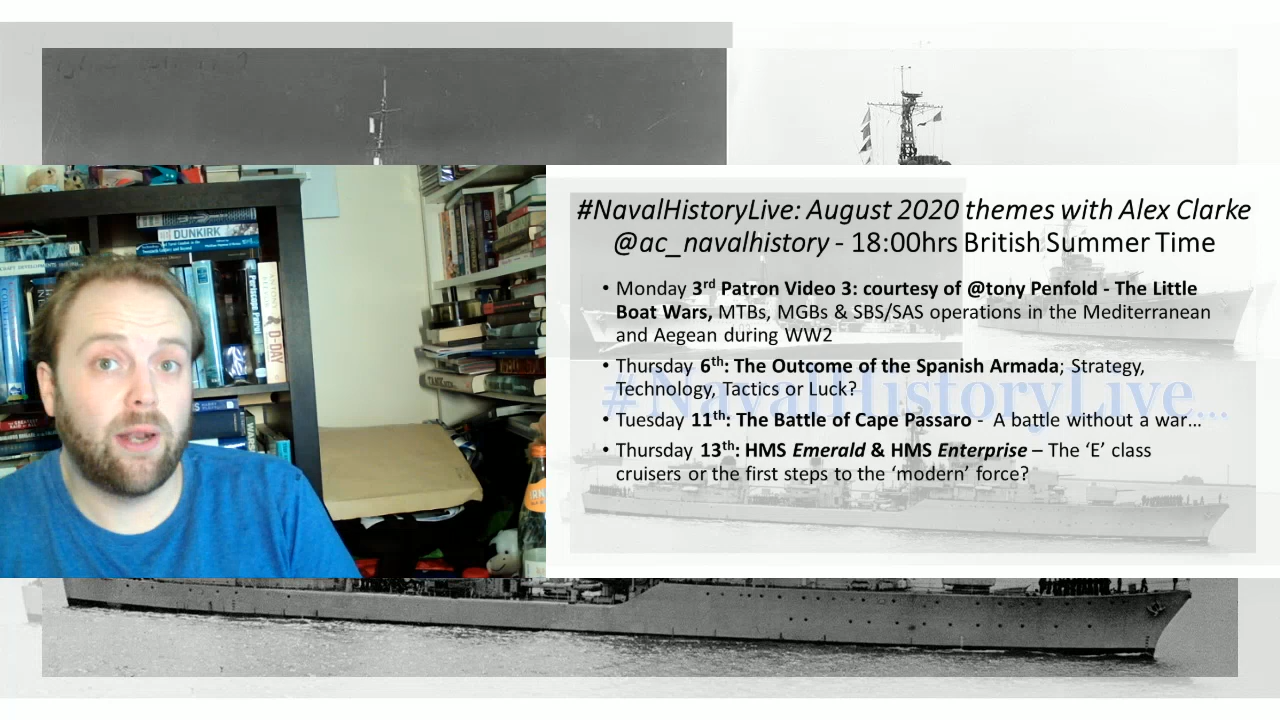 #NavalHistoryLive: August 2020 themes with Alex Clarke
@ac_navalhistory - 18:00hrs British Summer Time
• Monday 3rd Patron Video 3: courtesy of @tony Penfold - The Little
Boat Wars, MTBs, MGBs & SBS/SAS operations in the Mediterranean
and Aegean during WW2
• Thursday 6th: The Outcome of the Spanish Armada; Strategy,
Technology, Tactics or Luck?
#NavalHistoryLive...
• Tuesday 11th: The Battle of Cape Passaro - A battle without a war...
• Thursday 13th: HMS Emerald & HMS Enterprise – The ‘E’ class
cruisers or the first steps to the ‘modern’ force?
DUNKIRK
D-DAY